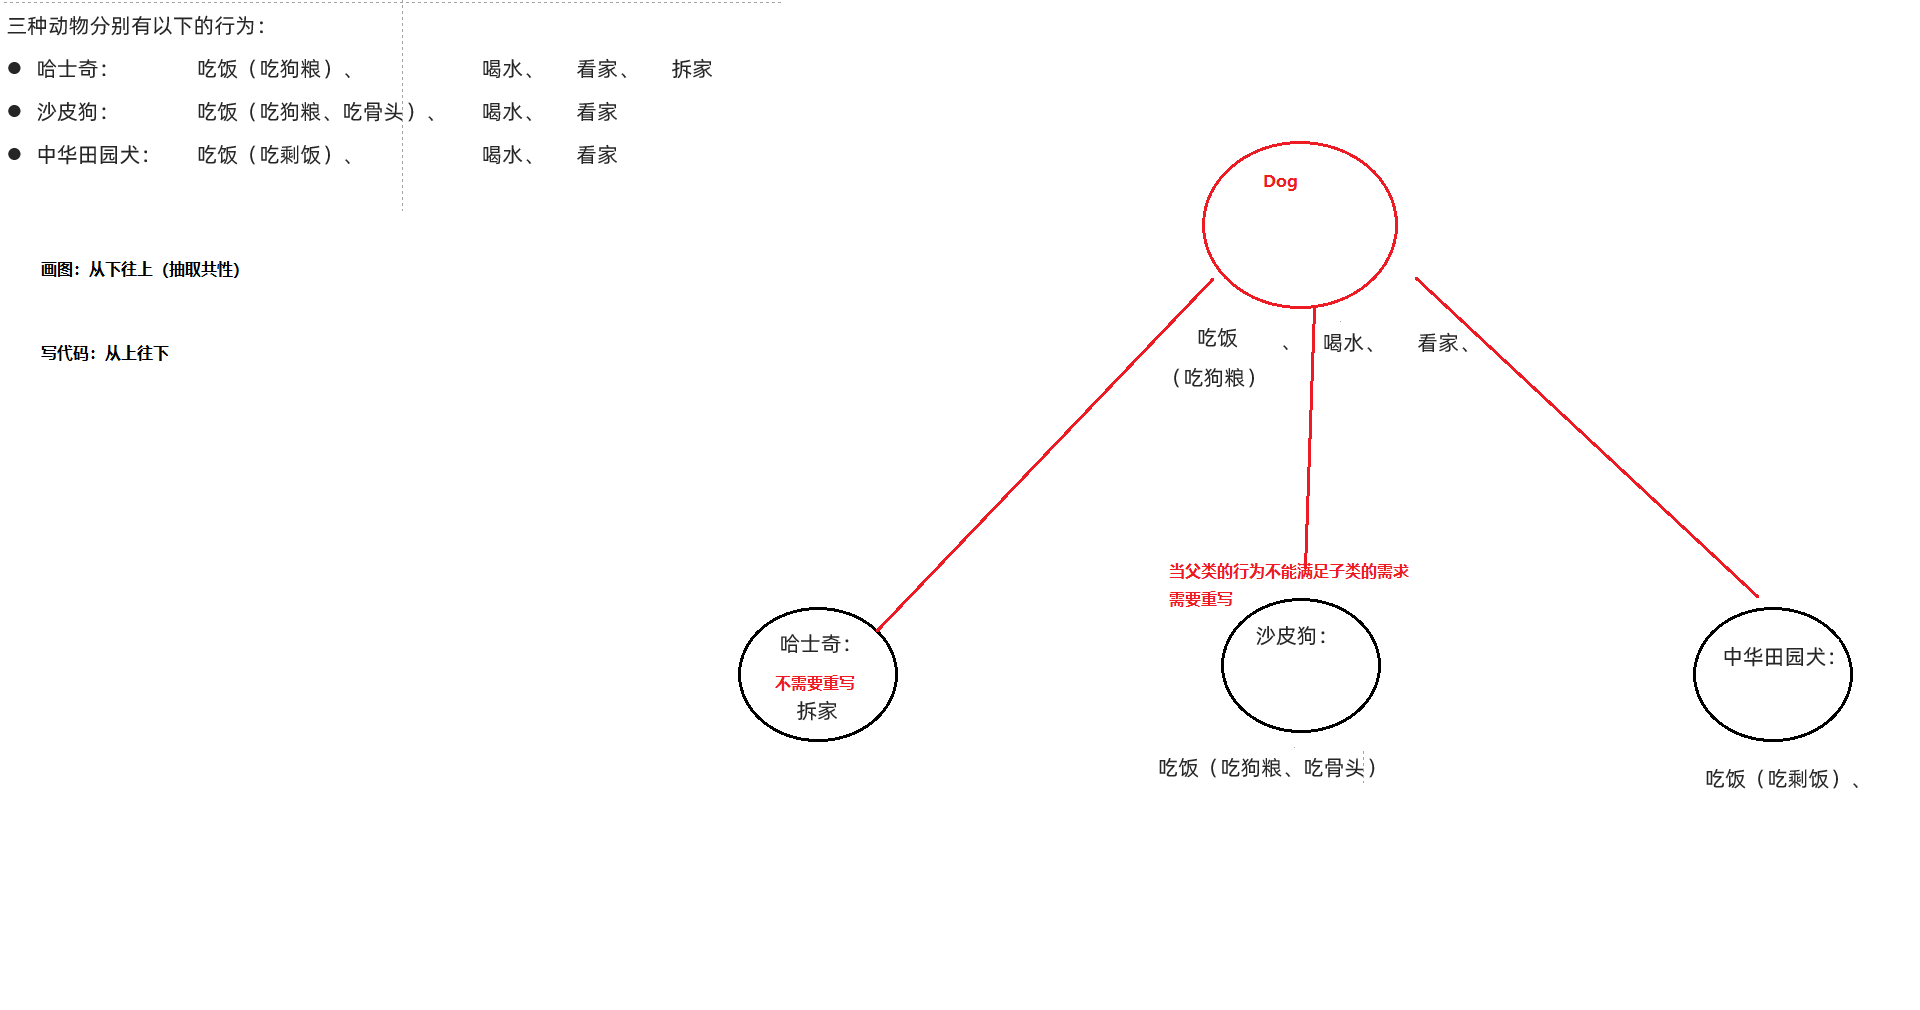 三种动物分别有以下的行为：
● 哈士奇： 吃饭（吃狗粮）、 喝水、 看家、 拆家
● 沙皮狗： 吃饭（吃狗粮、吃骨头）、 喝水、 看家
● 中华田园犬： 吃饭（吃剩饭）、 喝水、 看家
画图：从下往上（抽取共性）
写代码：从上往下
Dog
吃饭 、 喝水、 看家、
（吃狗粮）
当父类的行为不能满足子类的需求
需要重写
哈士奇：
不需要重写
拆家
沙皮狗：
吃饭（吃狗粮、吃骨头）
中华田园犬：
吃饭（吃剩饭）、